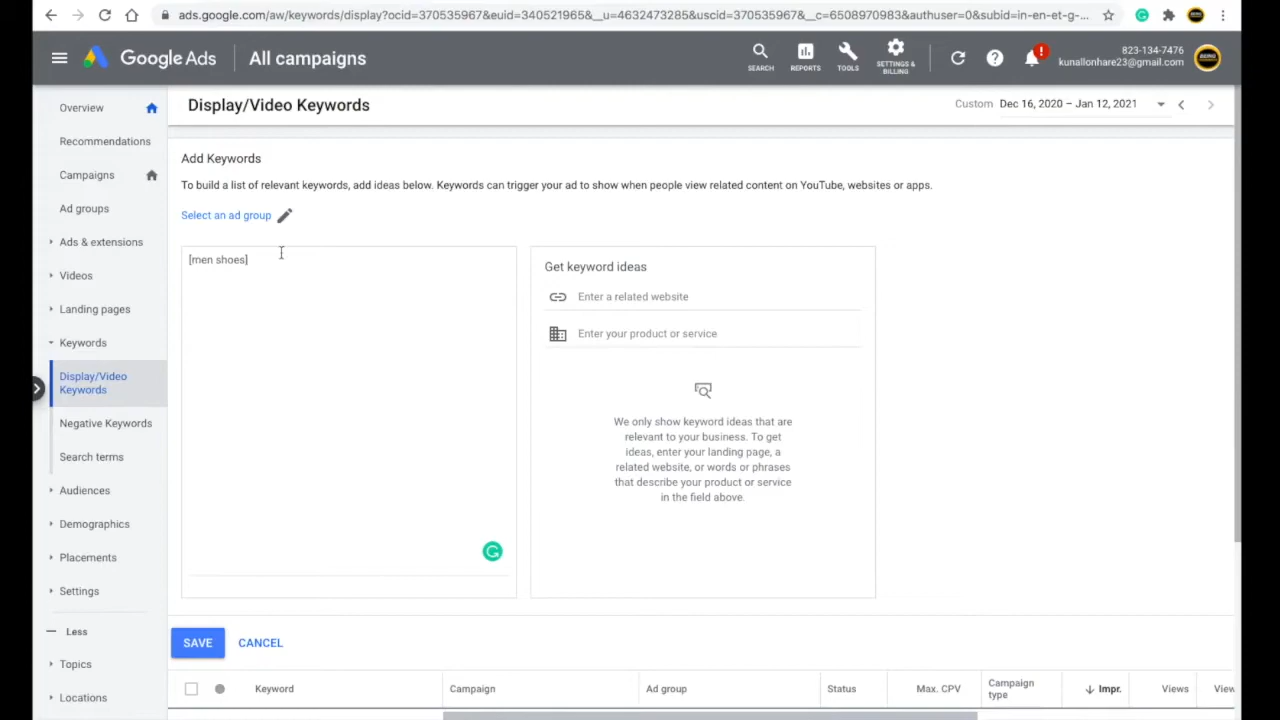 ads.google.com/aw/keywords/display?ocid=370535967&euid=340521965&__u=4632473285&uscid=370535967&__c=6508970983&authuser=0&subid=in-en-et-g-...
Google Ads
All campaigns
SEARCH
REPORTS
TOOLS
SETTINGS &
BILLING
!
823-134-7476
kunallonhare23@gmail.com
Overview
Recommendations
Campaigns
Ad groups
Ads & extensions
Videos
Landing pages
Keywords
Display/Video
Keywords
Negative Keywords
Search terms
Audiences
Demographics
Placements
Settings
Less
Topics
Locations
Display/Video Keywords
Custom Dec 16, 2020 – Jan 12, 2021
Add Keywords
To build a list of relevant keywords, add ideas below. Keywords can trigger your ad to show when people view related content on YouTube, websites or apps.
Select an ad group
[men shoes]
Get keyword ideas
Enter a related website
Enter your product or service
We only show keyword ideas that are
relevant to your business. To get
ideas, enter your landing page, a
related website, or words or phrases
that describe your product or service
in the field above.
SAVE
CANCEL
Keyword
Campaign
Ad group
Status
Max. CPV
Campaign
type
Impr.
Views
View